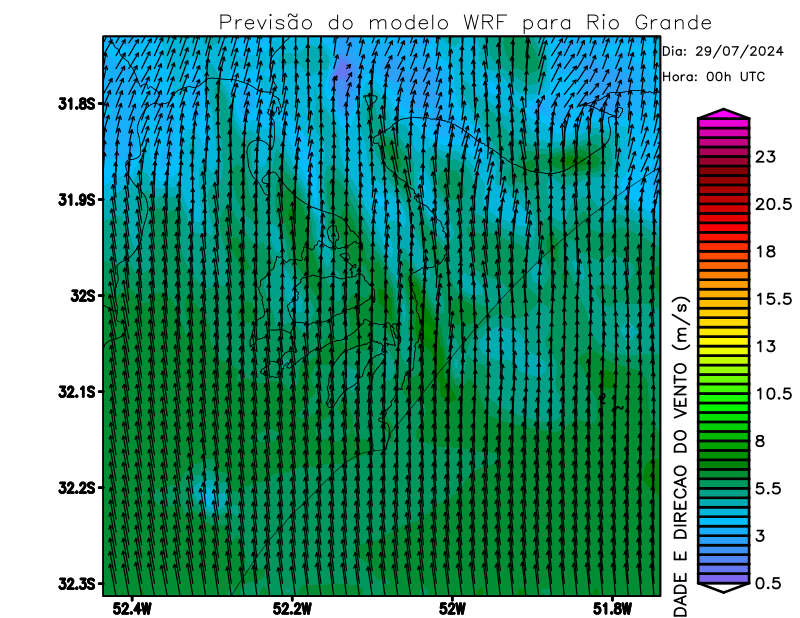 Previsão do modelo WRF para Rio Grande
Dia: 29/07/2024
Hora: 00h UTC
31.8S
31.9S
32S
32.1S
32.2S
32.3S
52.4W
52.2W
52W
51.8W
DADE E DIRECAO DO VENTO (m/s)
23
20.5
18
15.5
13
10.5
8
5.5
3
0.5